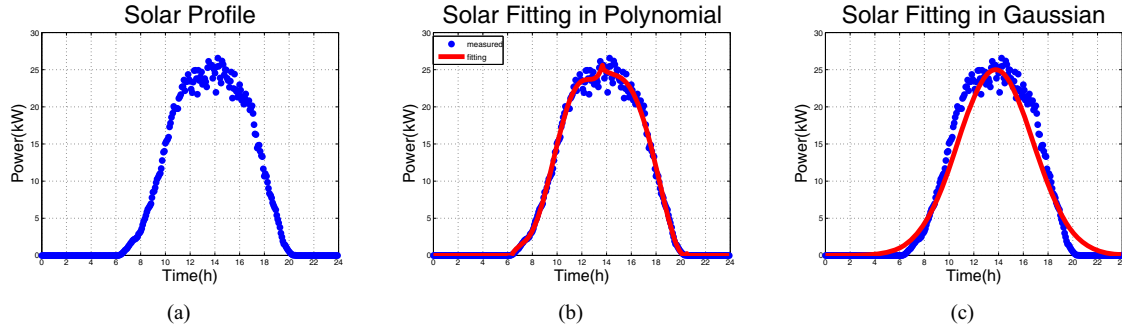 Solar Profile
30
25
20
15
10
5
0
0 2 4 6 8 10 12 14 16 18 20 22 24
Power(kW)
Time(h)
(a)
Solar Fitting in Polynomial
measured
fitting
30
25
20
15
10
5
0
0 2 4 6 8 10 12 14 16 18 20 22 24
Power(kW)
Time(h)
(b)
Solar Fitting in Gaussian
30
25
20
15
10
5
0
0 2 4 6 8 10 12 14 16 18 20 22 24
Power(kW)
Time(h)
(c)